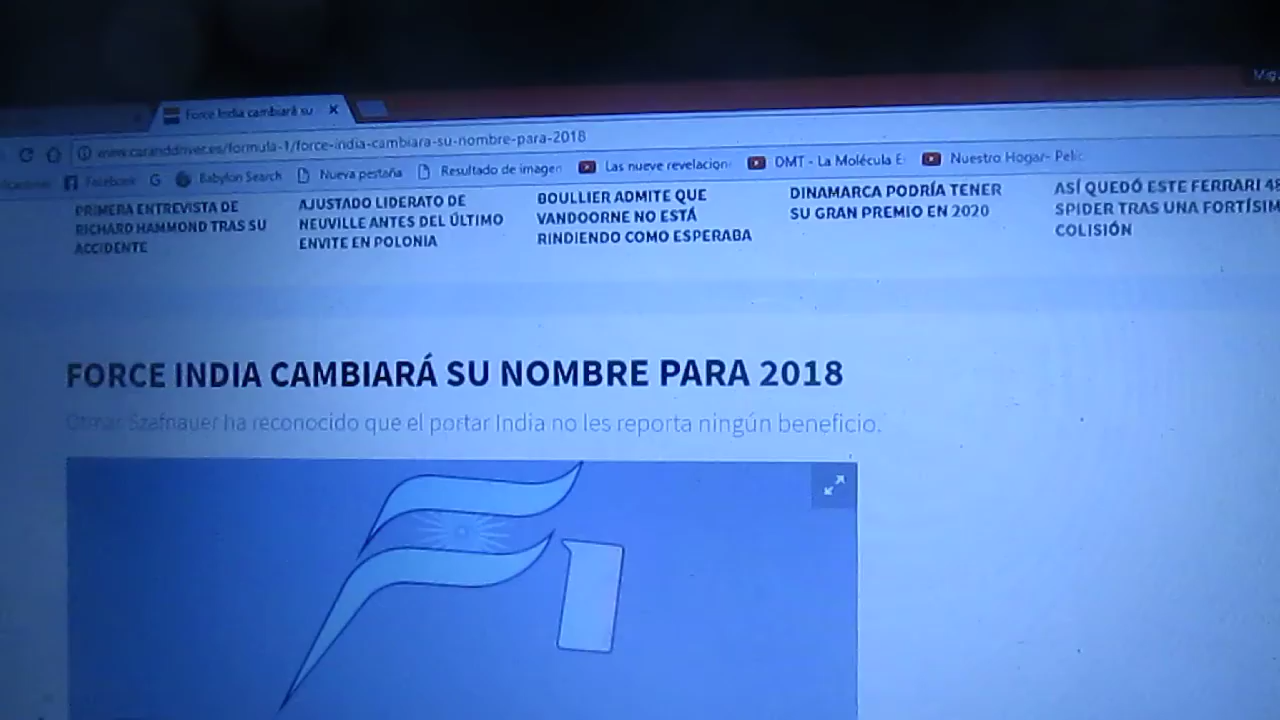 Mig
Force India cambiará su
www.caranddriver.es/formula-1/force-india-cambiara-su-nombre-para-2018
Facebook G Babylon Search Nueva pestaña Resultado de imagen Las nueve revelacion DMT - La Molécula E Nuestro Hogar- Pelíc
PRIMERA ENTREVISTA DE
RICHARD HAMMOND TRAS SU
ACCIDENTE
AJUSTADO LIDERATO DE
NEUVILLE ANTES DEL ÚLTIMO
ENVITE EN POLONIA
BOULLIER ADMITE QUE
VANDOORNE NO ESTÁ
RINDIENDO COMO ESPERABA
DINAMARCA PODRÍA TENER
SU GRAN PREMIO EN 2020
ASÍ QUEDÓ ESTE FERRARI 48
SPIDER TRAS UNA FORTÍSIM
COLISIÓN
FORCE INDIA CAMBIARÁ SU NOMBRE PARA 2018
Otmar Szafnauer ha reconocido que el portar India no les reporta ningún beneficio.